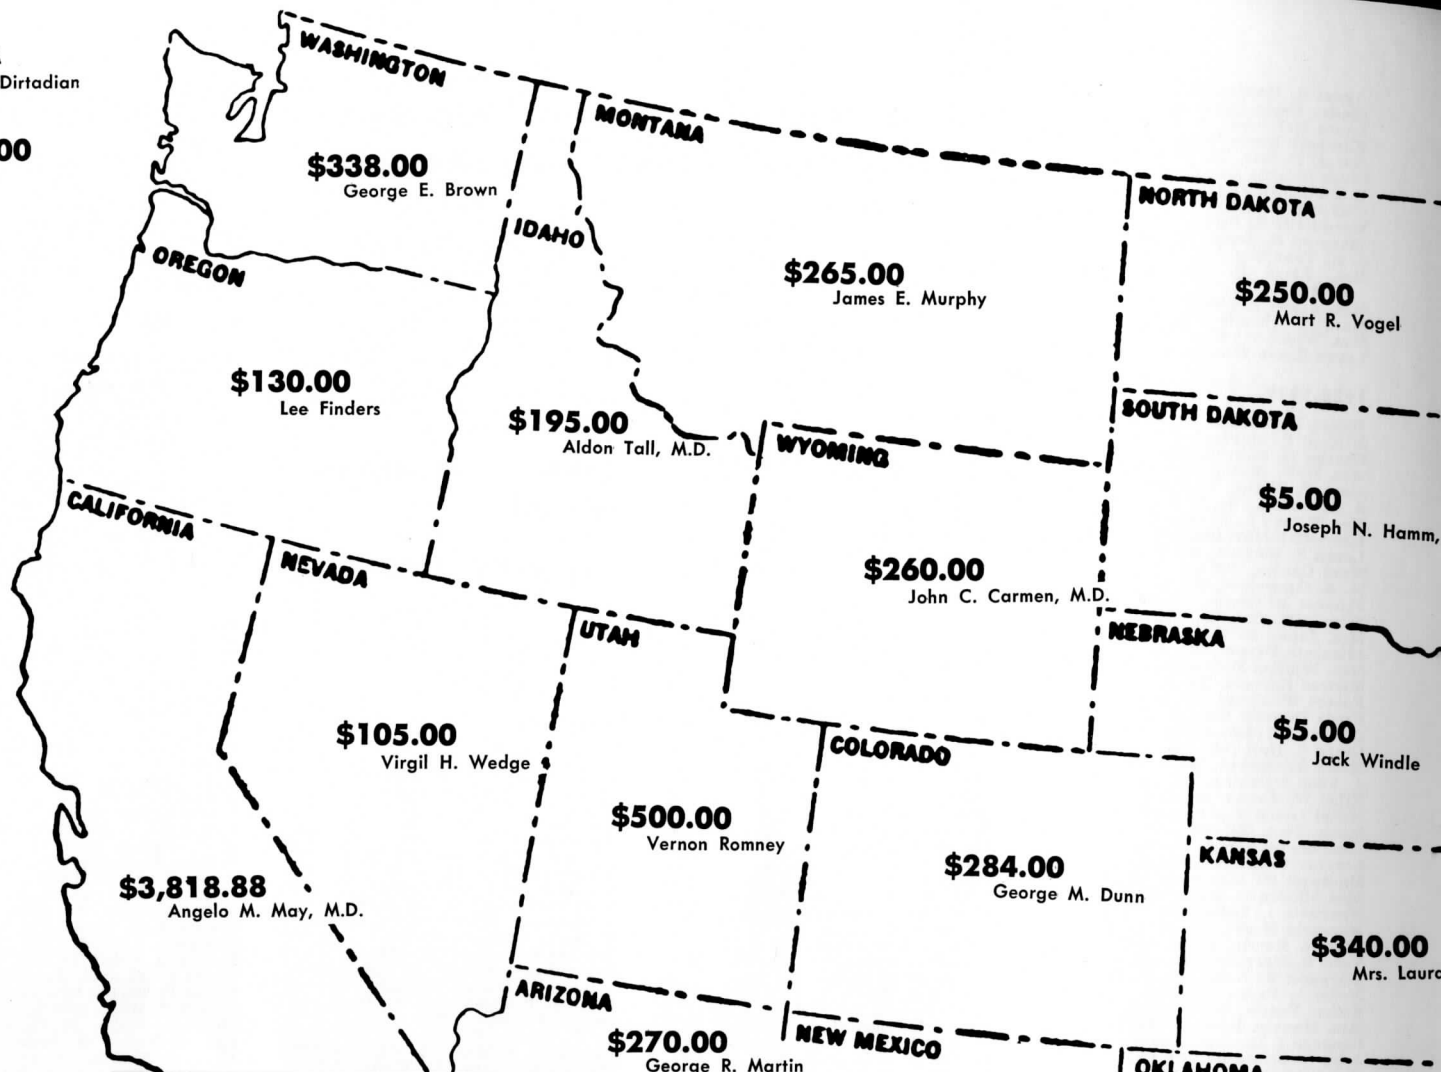 Dirtadian
00
WASHINGTON
$338.00
George E. Brown
MONTANA
$265.00
James E. Murphy
NORTH DAKOTA
$250.00
Mart R. Vogel
IDAHO
$195.00
Aldon Tall, M.D.
OREGON
$130.00
Lee Finders
SOUTH DAKOTA
$5.00
Joseph N. Hamm,
WYOMING
$260.00
John C. Carmen, M.D.
CALIFORNIA
$3,818.88
Angelo M. May, M.D.
NEVADA
$105.00
Virgil H. Wedge
UTAH
$500.00
Vernon Romney
NEBRASKA
$5.00
Jack Windle
COLORADO
$284.00
George M. Dunn
KANSAS
$340.00
Mrs.
ARIZONA
$270.00
George R. Martin
NEW MEXICO
OKLAHOMA